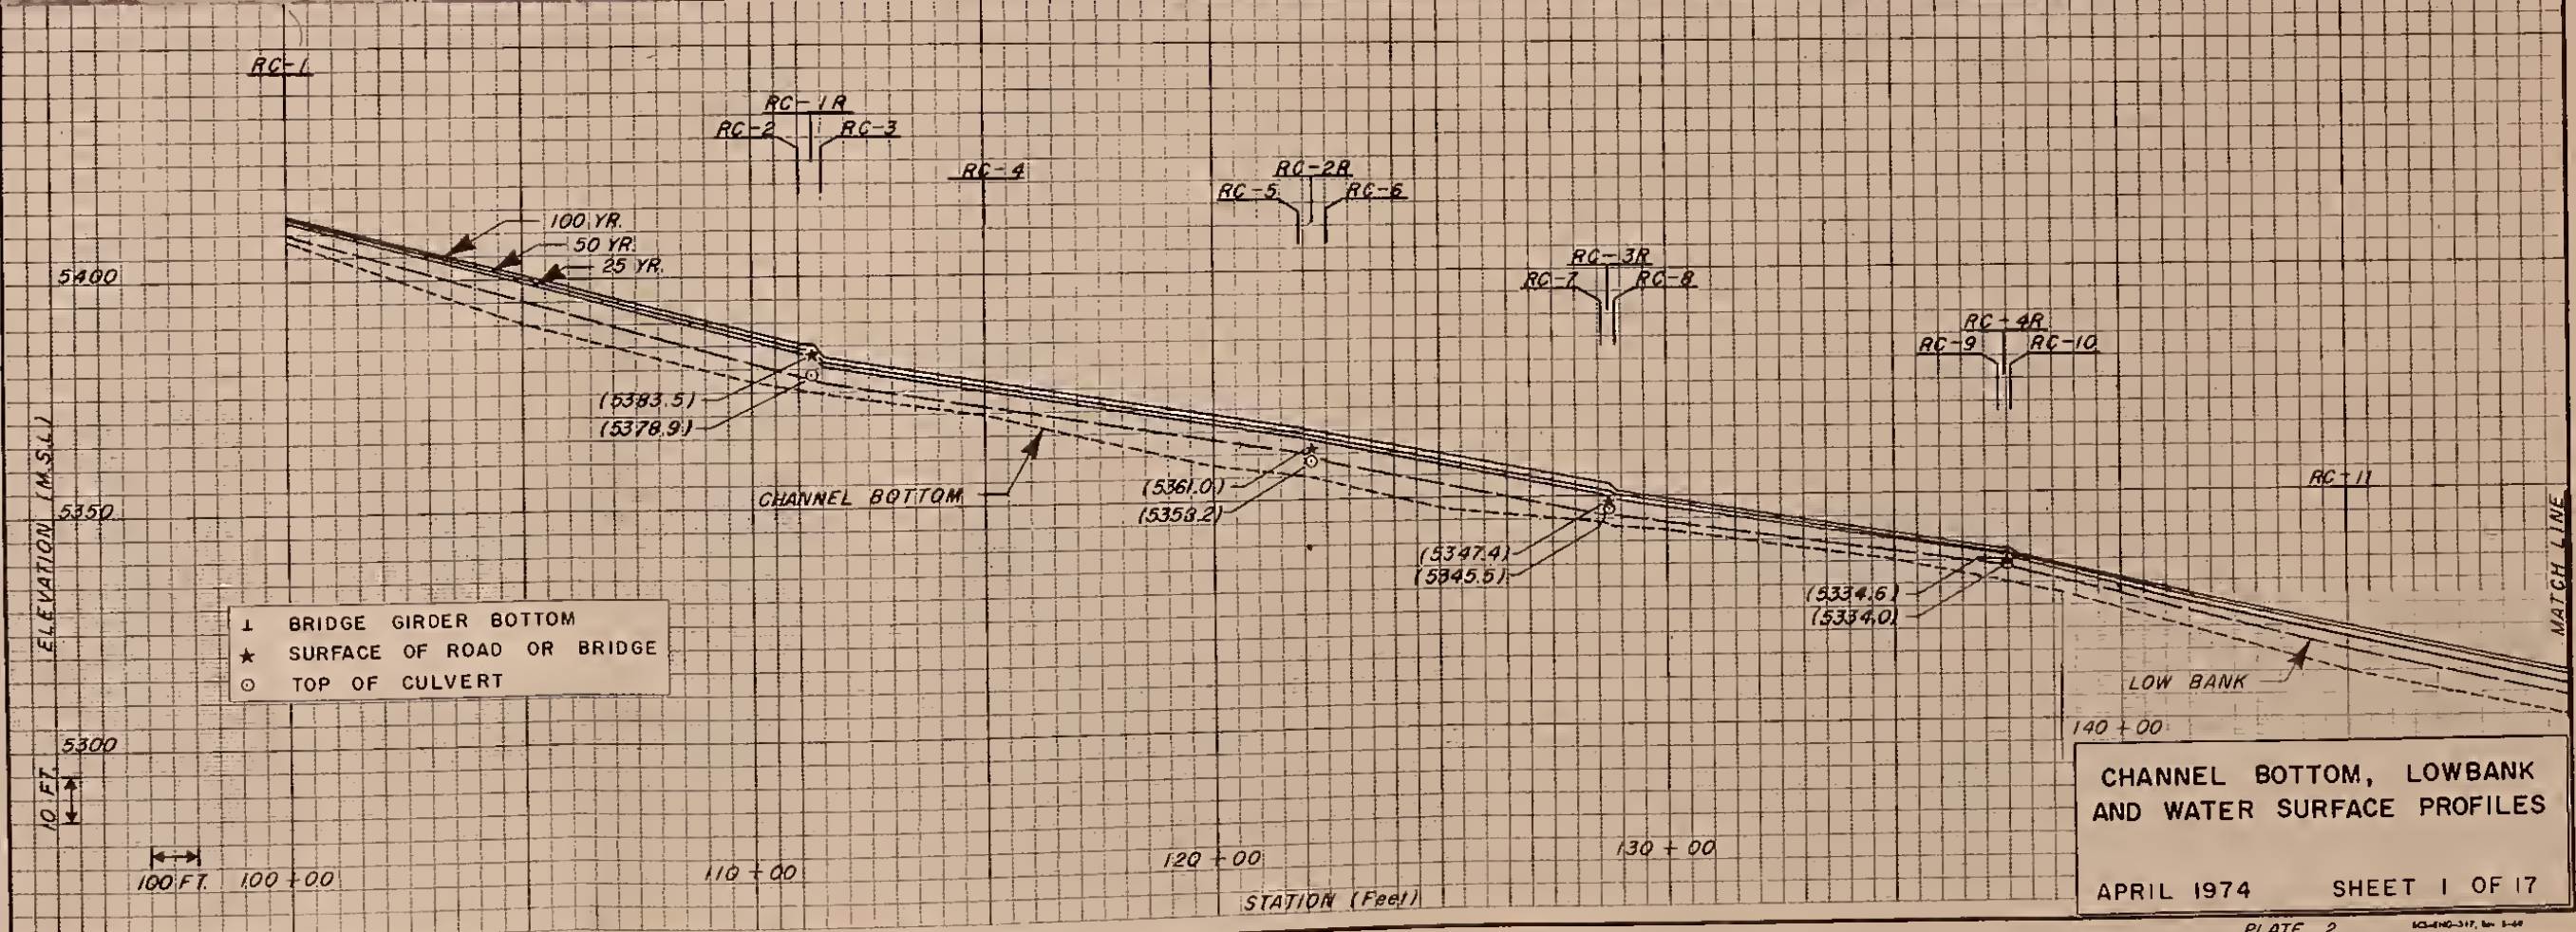 RC-1
RC-1R
RC-2
RC-3
RC-4
RC-2R
RC-5
RC-6
RC-3R
RC-7
RC-8
RC-4R
RC-9
RC-10
RC-11
100 YR.
50 YR.
25 YR.
5400
5350
5300
ELEVATION (M.S.L.)
10 FT.
100 FT.
(5383.5)
(5378.9)
CHANNEL BOTTOM
(5361.0)
(5358.2)
(5347.4)
(5345.5)
(5334.6)
(5334.0)
LOW BANK
MATCH LINE
⊥ BRIDGE GIRDER BOTTOM
★ SURFACE OF ROAD OR BRIDGE
⊙ TOP OF CULVERT
100+00
110+00
120+00
130+00
140+00
STATION (Feet)
CHANNEL BOTTOM, LOWBANK
AND WATER SURFACE PROFILES
APRIL 1974 SHEET 1 OF 17
PLATE 2